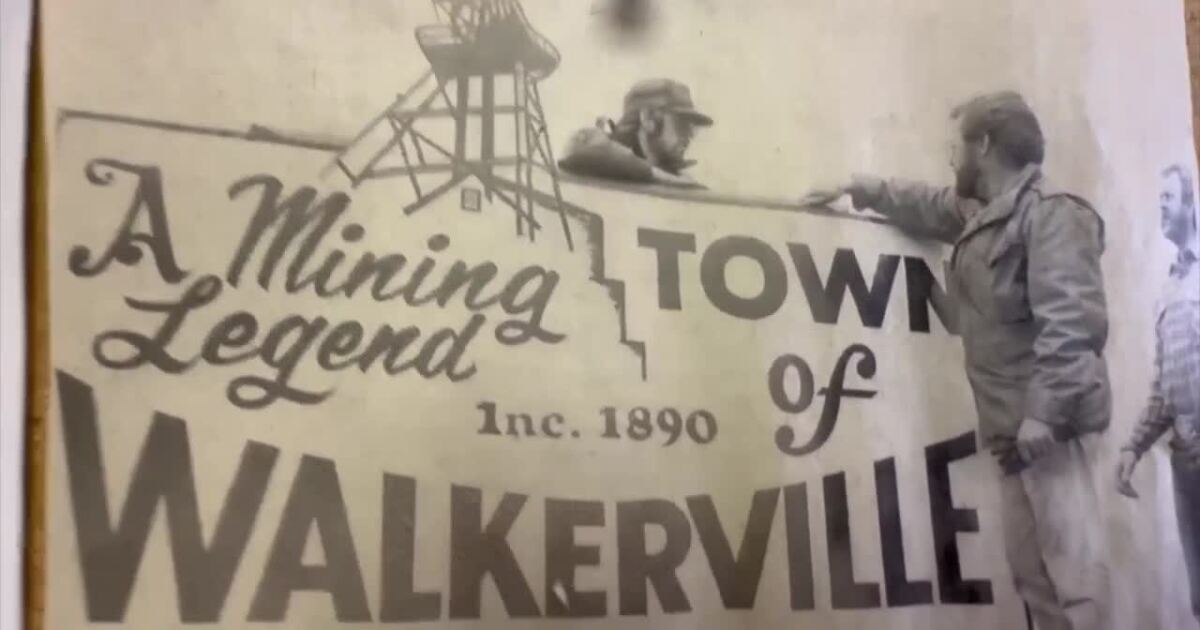 A Mining
Legend
Inc. 1890
TOWN
of
WALKERVILLE